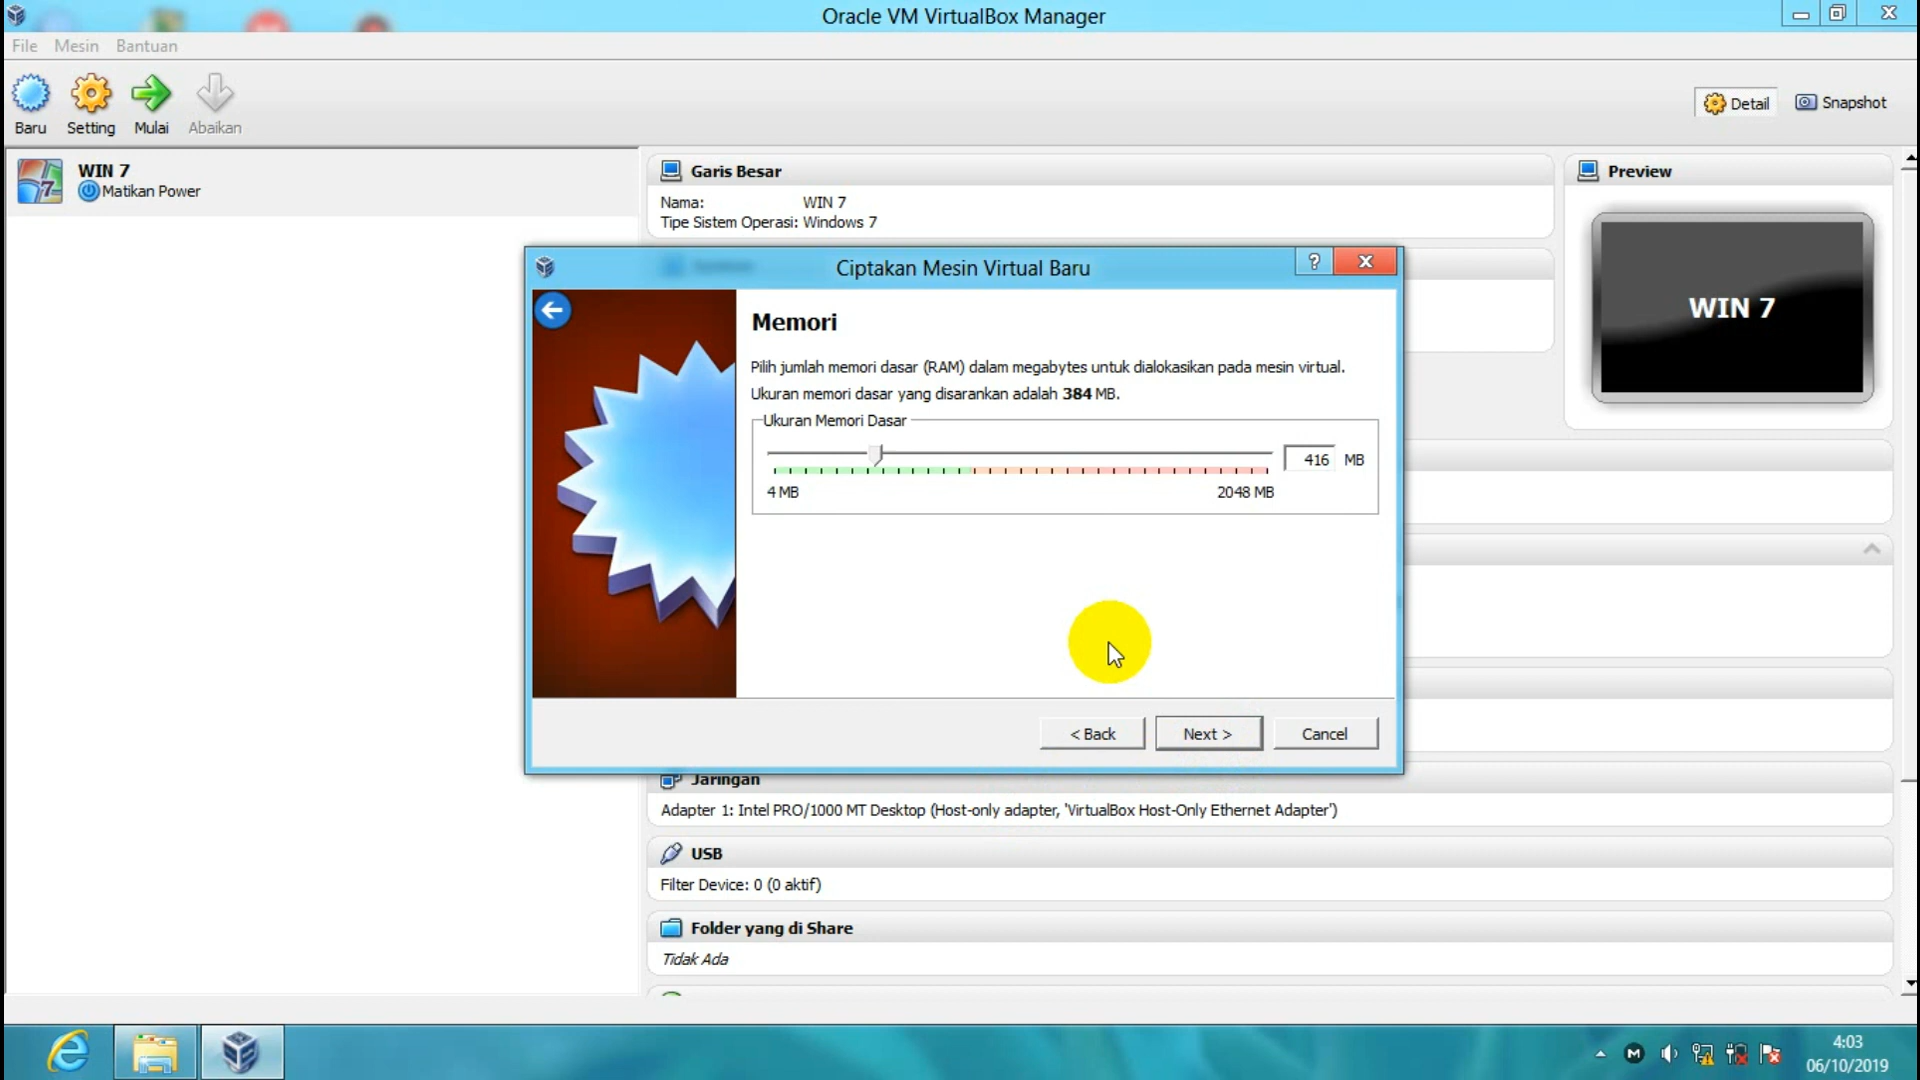 Oracle VM VirtualBox Manager
File Mesin Bantuan
Baru Setting Mulai Abaikan
Detail Snapshot
WIN 7
Matikan Power
Garis Besar
Nama: WIN 7
Tipe Sistem Operasi: Windows 7
Preview
WIN 7
Ciptakan Mesin Virtual Baru
?
Memori
Pilih jumlah memori dasar (RAM) dalam megabytes untuk dialokasikan pada mesin virtual.
Ukuran memori dasar yang disarankan adalah 384 MB.
Ukuran Memori Dasar
416 MB
4 MB 2048 MB
< Back Next > Cancel
Jaringan
Adapter 1: Intel PRO/1000 MT Desktop (Host-only adapter, 'VirtualBox Host-Only Ethernet Adapter')
USB
Filter Device: 0 (0 aktif)
Folder yang di Share
Tidak Ada
4:03
06/10/2019